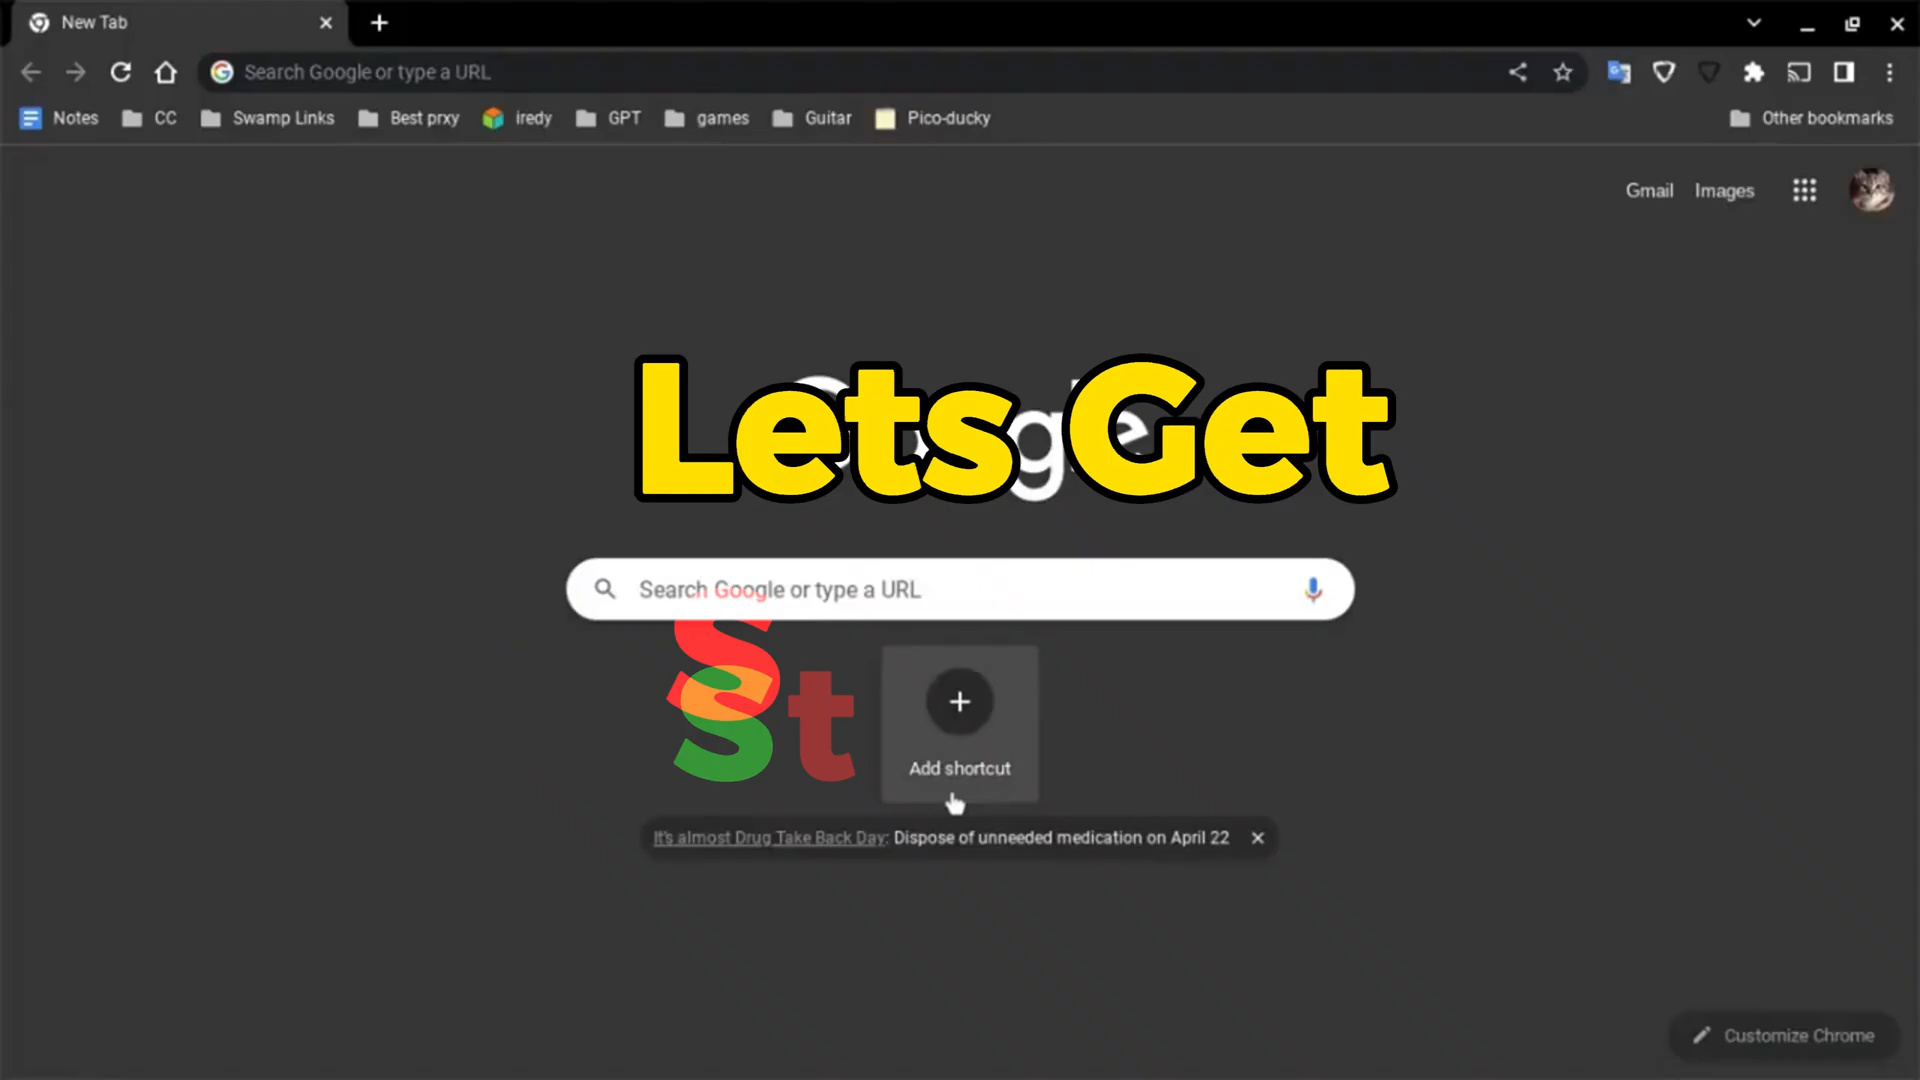 New Tab
Search Google or type a URL
Notes CC Swamp Links Best prxy iredy GPT games Guitar Pico-ducky Other bookmarks
Gmail Images
Lets Get
Search Google or type a URL
St
Add shortcut
It's almost Drug Take Back Day: Dispose of unneeded medication on April 22
Customize Chrome